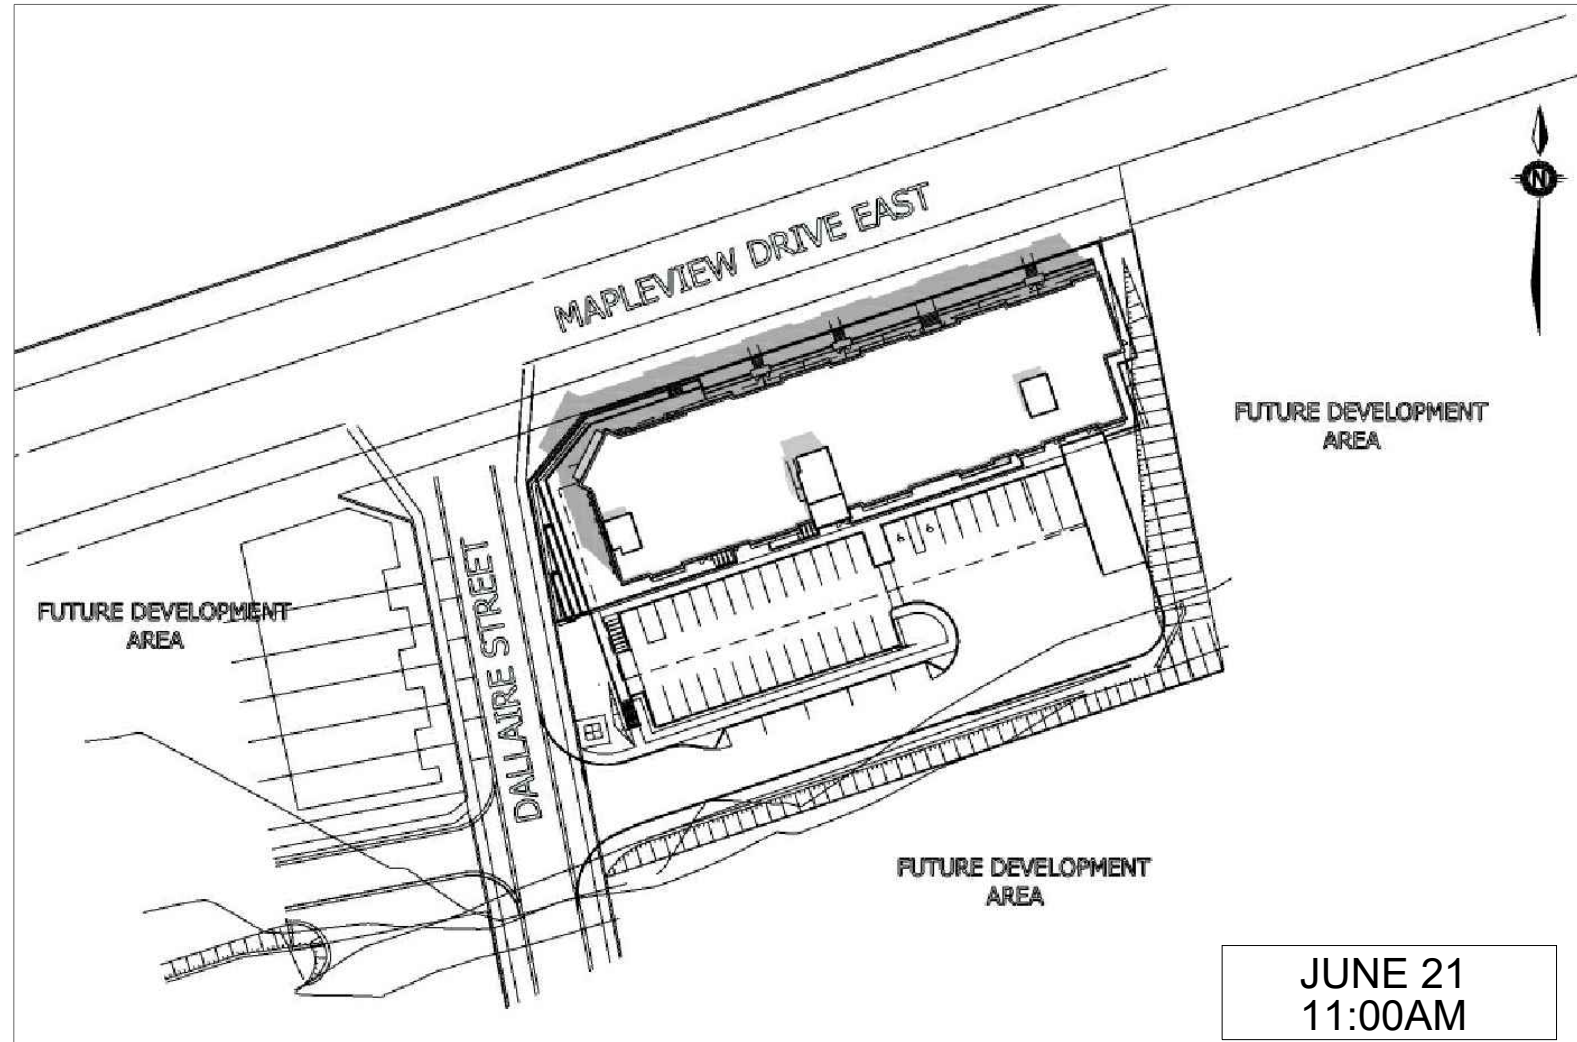 MAPLEVIEW DRIVE EAST
N
FUTURE DEVELOPMENT
AREA
FUTURE DEVELOPMENT
AREA
DALLAIRE STREET
FUTURE DEVELOPMENT
AREA
JUNE 21
11:00AM